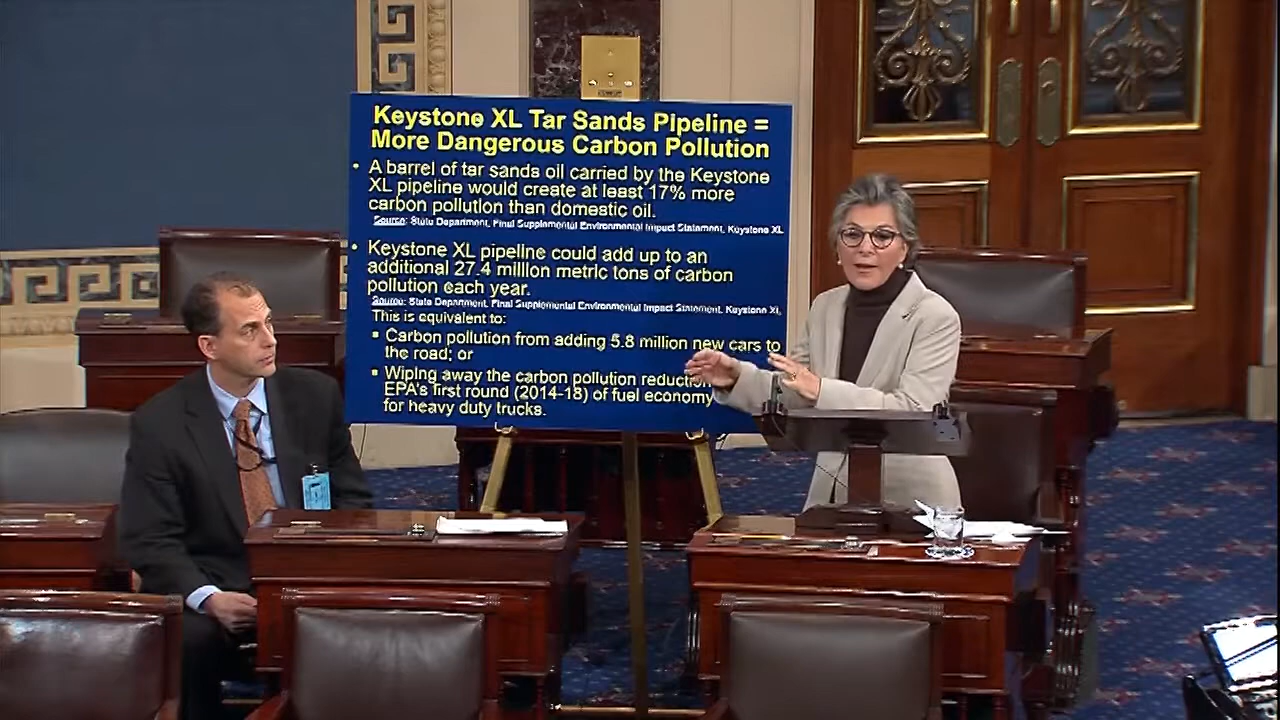 Keystone XL Tar Sands Pipeline =
More Dangerous Carbon Pollution
• A barrel of tar sands oil carried by the Keystone
XL pipeline would create at least 17% more
carbon pollution than domestic oil.
Source: State Department, Final Supplemental Environmental Impact Statement, Keystone XL
• Keystone XL pipeline could add up to an
additional 27.4 million metric tons of carbon
pollution each year.
Source: State Department, Final Supplemental Environmental Impact Statement, Keystone XL
This is equivalent to:
▪ Carbon pollution from adding 5.8 million new cars to
the road; or
▪ Wiping away the carbon pollution reduction
EPA's first round (2014-18) of fuel economy
for heavy duty trucks.